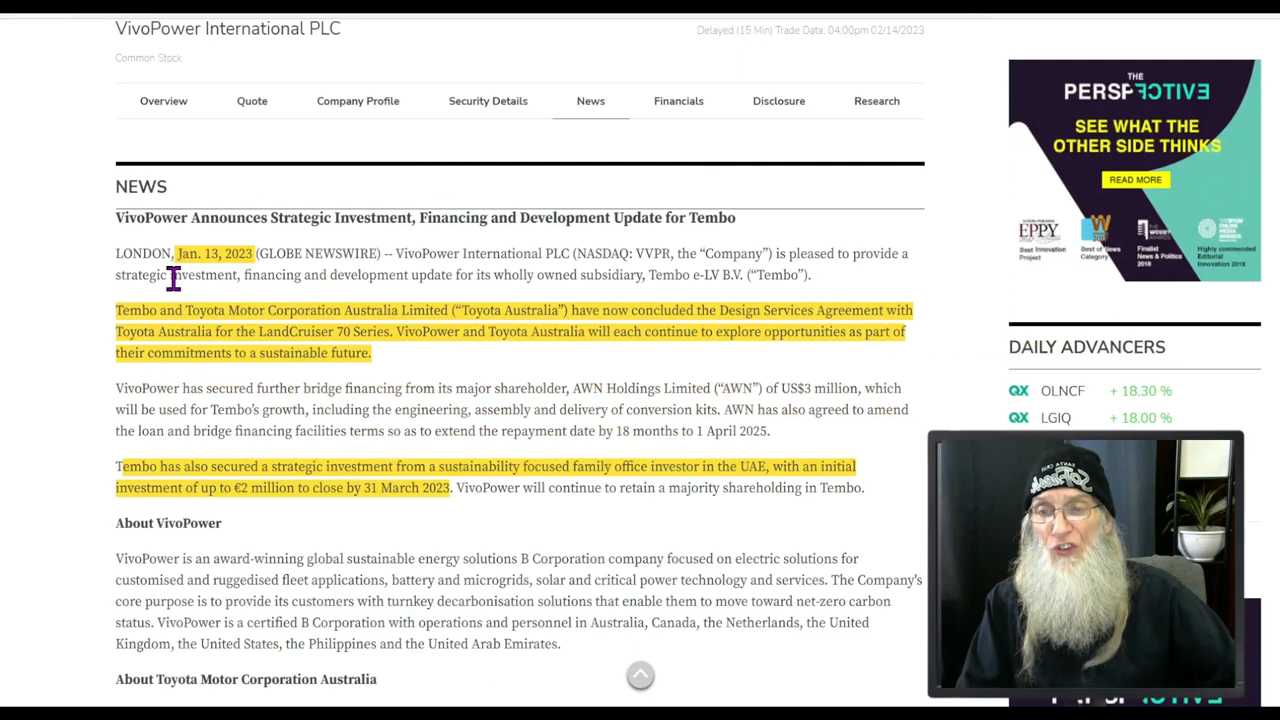 VivoPower International PLC
Delayed (15 Min) Trade Data: 04:00pm 02/14/2023
Common Stock
Overview Quote Company Profile Security Details News Financials Disclosure Research
NEWS
VivoPower Announces Strategic Investment, Financing and Development Update for Tembo
LONDON, Jan. 13, 2023 (GLOBE NEWSWIRE) -- VivoPower International PLC (NASDAQ: VVPR, the “Company”) is pleased to provide a
strategic investment, financing and development update for its wholly owned subsidiary, Tembo e-LV B.V. (“Tembo”).
Tembo and Toyota Motor Corporation Australia Limited (“Toyota Australia”) have now concluded the Design Services Agreement with
Toyota Australia for the LandCruiser 70 Series. VivoPower and Toyota Australia will each continue to explore opportunities as part of
their commitments to a sustainable future.
VivoPower has secured further bridge financing from its major shareholder, AWN Holdings Limited (“AWN”) of US$3 million, which
will be used for Tembo’s growth, including the engineering, assembly and delivery of conversion kits. AWN has also agreed to amend
the loan and bridge financing facilities terms so as to extend the repayment date by 18 months to 1 April 2025.
Tembo has also secured a strategic investment from a sustainability focused family office investor in the UAE, with an initial
investment of up to €2 million to close by 31 March 2023. VivoPower will continue to retain a majority shareholding in Tembo.
About VivoPower
VivoPower is an award-winning global sustainable energy solutions B Corporation company focused on electric solutions for
customised and ruggedised fleet applications, battery and microgrids, solar and critical power technology and services. The Company's
core purpose is to provide its customers with turnkey decarbonisation solutions that enable them to move toward net-zero carbon
status. VivoPower is a certified B Corporation with operations and personnel in Australia, Canada, the Netherlands, the United
Kingdom, the United States, the Philippines and the United Arab Emirates.
About Toyota Motor Corporation Australia
THE
PERSPECTIVE
SEE WHAT THE
OTHER SIDE THINKS
READ MORE
EPPY
Best Innovation
Best of News
Category
Finalist
News & Politics
2018
Highly commended
Editorial Innovation
2018
DAILY ADVANCERS
QX OLNCF + 18.30 %
QX LGIQ + 18.00 %
SANTA CRUZ